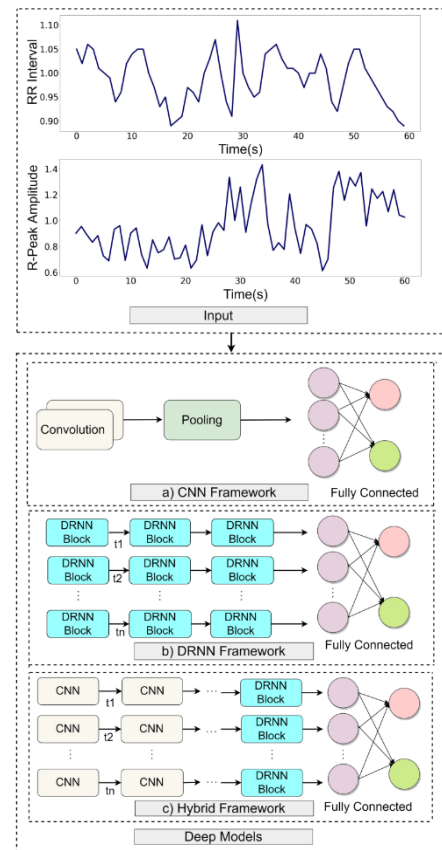 1.10
1.05
1.00
0.95
0.90
RR Interval
0 10 20 30 40 50 60
Time(s)
1.4
1.2
1.0
0.8
0.6
R-Peak Amplitude
0 10 20 30 40 50 60
Time(s)
Input
Convolution
Pooling
a) CNN Framework
Fully Connected
DRNN Block
t1
DRNN Block
DRNN Block
DRNN Block
t2
DRNN Block
DRNN Block
DRNN Block
tn
DRNN Block
DRNN Block
b) DRNN Framework
Fully Connected
CNN
t1
CNN
...
DRNN Block
CNN
t2
CNN
...
DRNN Block
CNN
tn
CNN
...
DRNN Block
c) Hybrid Framework
Fully Connected
Deep Models